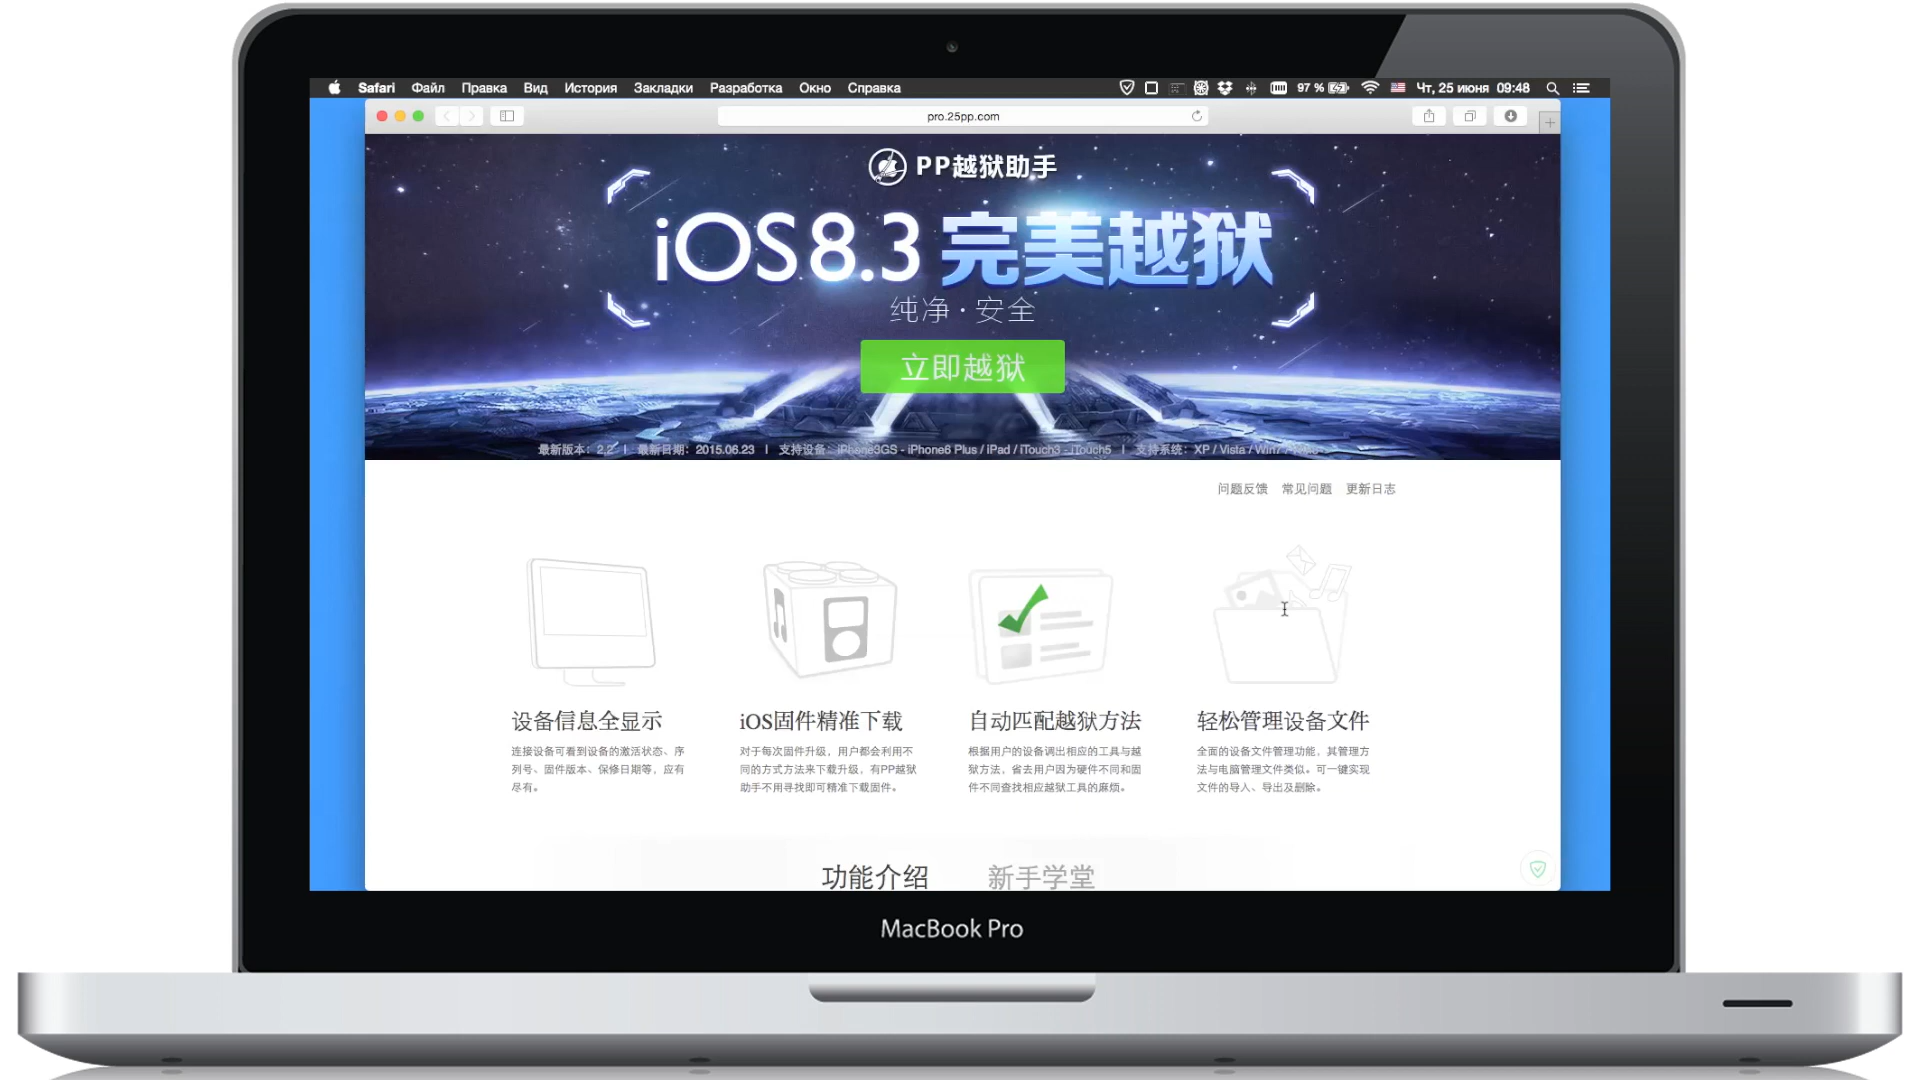 Safari Файл Правка Вид История Закладки Разработка Окно Справка 97 % Чт, 25 июня 09:48
pro.25pp.com
PP越狱助手
iOS8.3 完美越狱
纯净·安全
立即越狱
最新版本：2.2 | 最新日期：2015.06.23 | 支持设备：iPhone3GS - iPhone6 Plus / iPad / iTouch3 - iTouch5 | 支持系统：XP / Vista / Win7 /
问题反馈 常见问题 更新日志
设备信息全显示
连接设备可看到设备的激活状态、序
列号、固件版本、保修日期等，应有
尽有。
iOS固件精准下载
对于每次固件升级，用户都会利用不
同的方式方法来下载升级，有PP越狱
助手不用寻找即可精准下载固件。
自动匹配越狱方法
根据用户的设备调出相应的工具与越
狱方法，省去用户因为硬件不同和固
件不同查找相应越狱工具的麻烦。
轻松管理设备文件
全面的设备文件管理功能，其管理方
法与电脑管理文件类似。可一键实现
文件的导入、导出及删除。
功能介绍 新手学堂
MacBook Pro